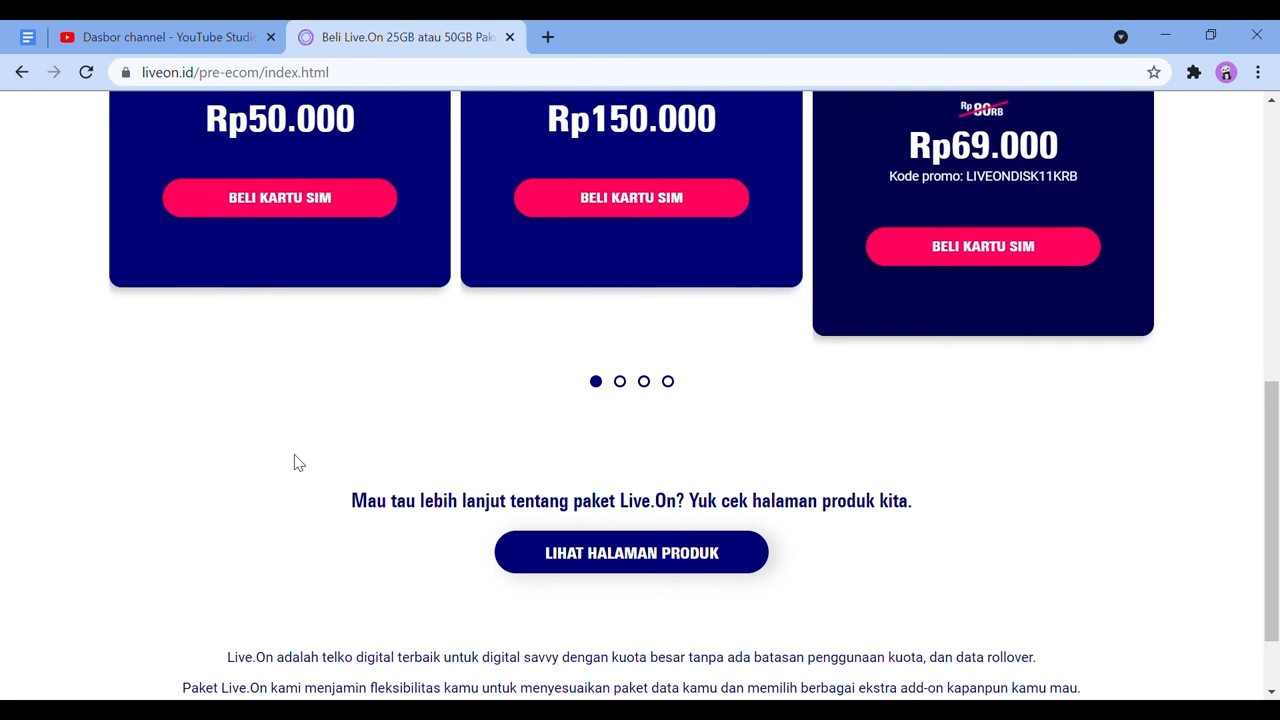 Dasbor channel - YouTube Studio
Beli Live.On 25GB atau 50GB Pak
liveon.id/pre-ecom/index.html
Rp50.000
BELI KARTU SIM
Rp150.000
BELI KARTU SIM
Rp80RB
Rp69.000
Kode promo: LIVEONDISK11KRB
BELI KARTU SIM
Mau tau lebih lanjut tentang paket Live.On? Yuk cek halaman produk kita.
LIHAT HALAMAN PRODUK
Live.On adalah telko digital terbaik untuk digital savvy dengan kuota besar tanpa ada batasan penggunaan kuota, dan data rollover.
Paket Live.On kami menjamin fleksibilitas kamu untuk menyesuaikan paket data kamu dan memilih berbagai ekstra add-on kapanpun kamu mau.